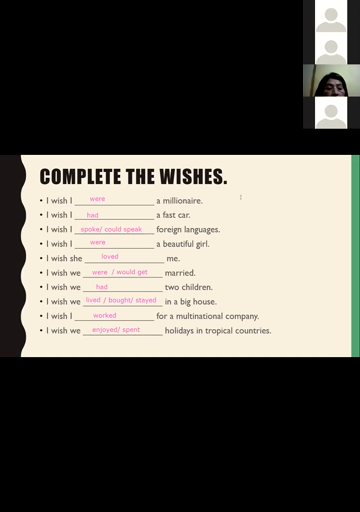 COMPLETE THE WISHES.
• I wish I were a millionaire.
• I wish I had a fast car.
• I wish I spoke/ could speak foreign languages.
• I wish I were a beautiful girl.
• I wish she loved me.
• I wish we were / would get married.
• I wish we had two children.
• I wish we lived / bought/ stayed in a big house.
• I wish I worked for a multinational company.
• I wish we enjoyed/ spent holidays in tropical countries.